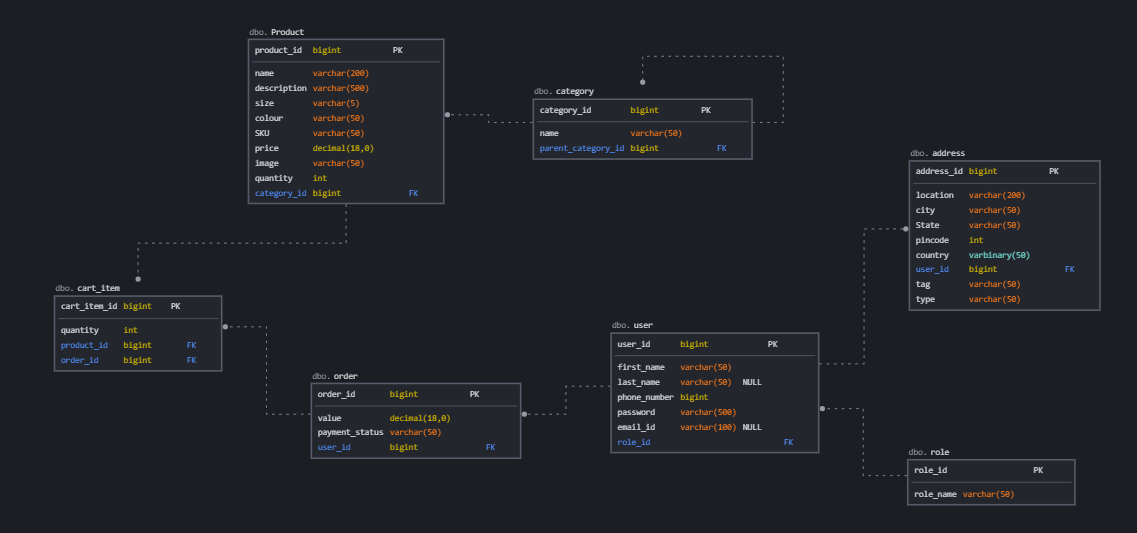 dbo. Product
product_id bigint PK
name varchar(200)
description varchar(500)
size varchar(5)
colour varchar(50)
SKU varchar(50)
price decimal(18,0)
image varchar(50)
quantity int
category_id bigint FK
dbo. category
category_id bigint PK
name varchar(50)
parent_category_id bigint FK
dbo. address
address_id bigint PK
location varchar(200)
city varchar(50)
State varchar(50)
pincode int
country varbinary(50)
user_id bigint FK
tag varchar(50)
type varchar(50)
dbo. cart_item
cart_item_id bigint PK
quantity int
product_id bigint FK
order_id bigint FK
dbo. order
order_id bigint PK
value decimal(18,0)
payment_status varchar(50)
user_id bigint FK
dbo. user
user_id bigint PK
first_name varchar(50)
last_name varchar(50) NULL
phone_number bigint
password varchar(500)
email_id varchar(100) NULL
role_id FK
dbo. role
role_id PK
role_name varchar(50)